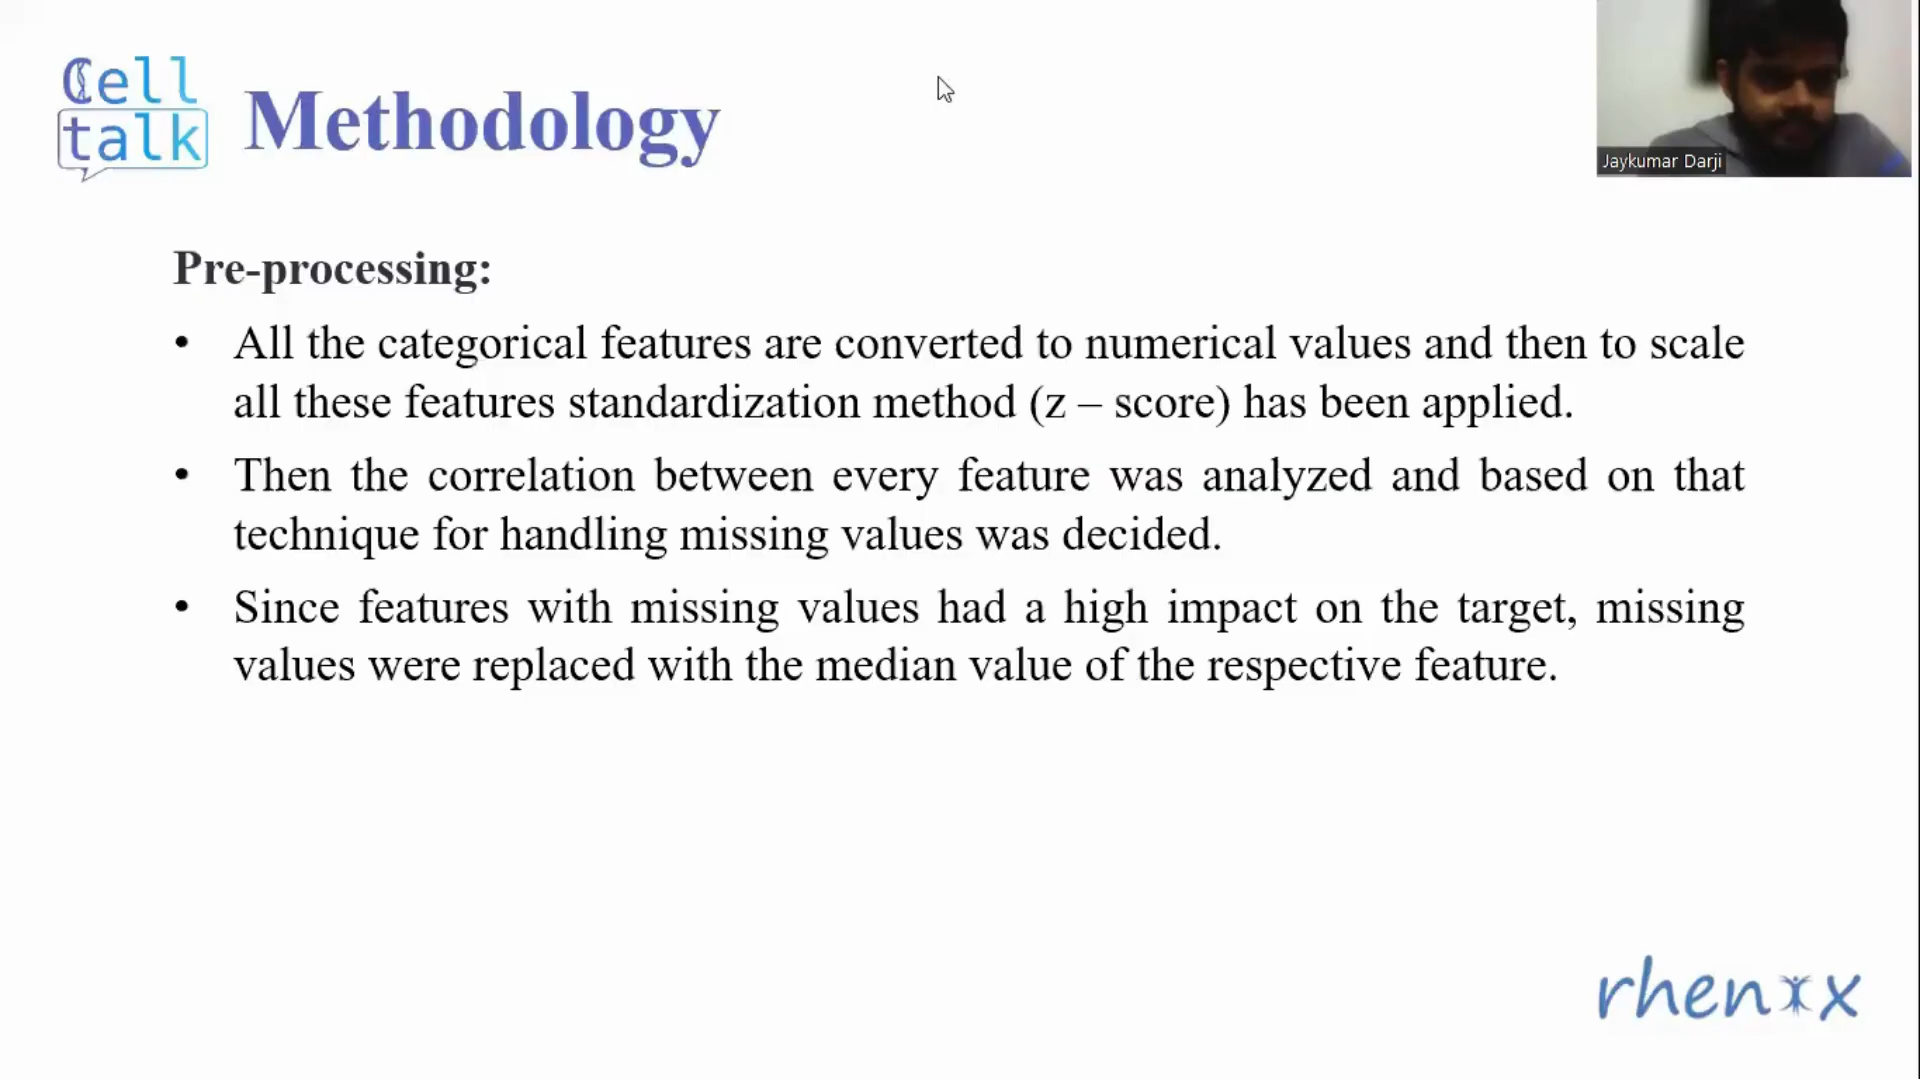 Cell
talk
Methodology
Jaykumar Darji
Pre-processing:
• All the categorical features are converted to numerical values and then to scale
all these features standardization method (z – score) has been applied.
• Then the correlation between every feature was analyzed and based on that
technique for handling missing values was decided.
• Since features with missing values had a high impact on the target, missing
values were replaced with the median value of the respective feature.
rhenix